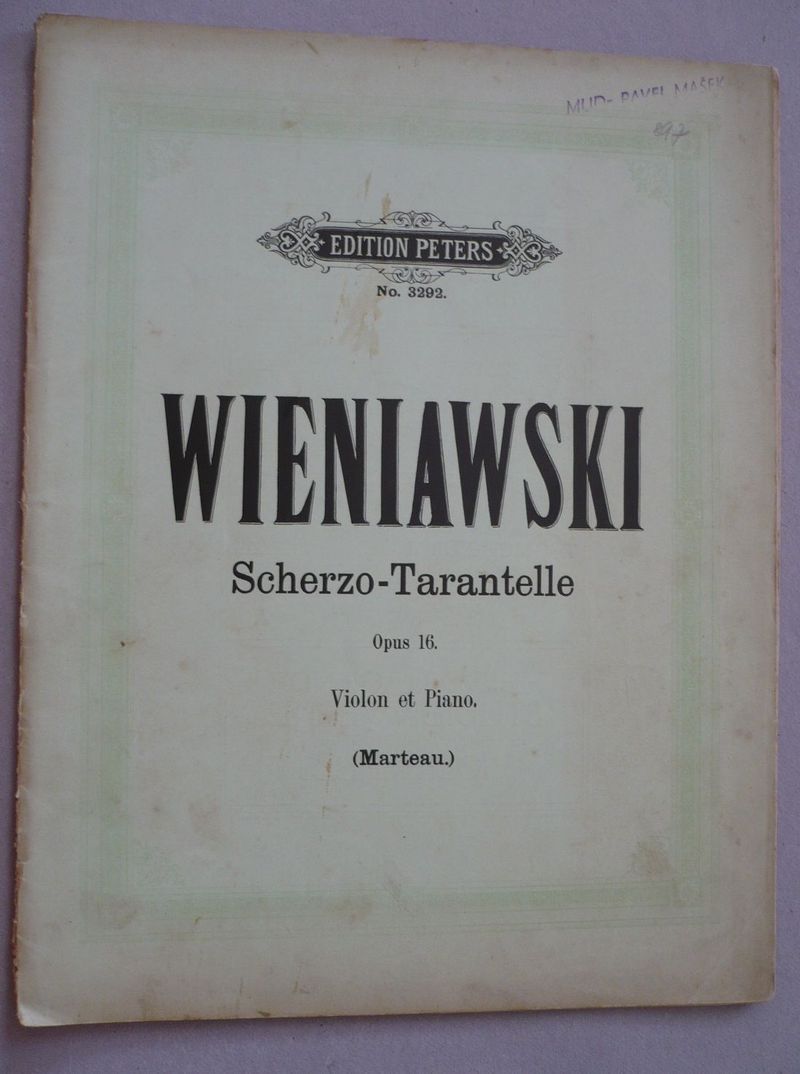 MUDr PAVEL MAŠEK
EDITION PETERS
No. 3292.
WIENIAWSKI
Scherzo-Tarantelle
Opus 16.
Violon et Piano.
(Marteau.)